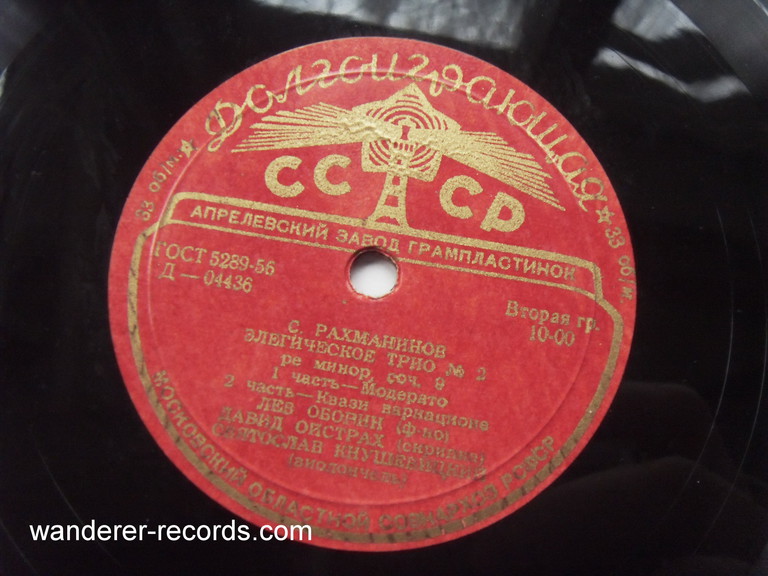 Долгоиграющая
33 об/м.
33 об/м.
СССР
АПРЕЛЕВСКИЙ ЗАВОД ГРАМПЛАСТИНОК
ГОСТ 5289-56
Д — 04436
Вторая гр.
10-00
С. РАХМАНИНОВ
ЭЛЕГИЧЕСКОЕ ТРИО № 2
ре минор, соч. 9
1 часть — Модерато
2 часть — Квази вариационе
ЛЕВ ОБОРИН (ф-но)
ДАВИД ОЙСТРАХ (скрипка)
СВЯТОСЛАВ КНУШЕВИЦКИЙ
(виолончель)
МОСКОВСКИЙ ОБЛАСТНОЙ СОВНАРХОЗ РСФСР
wanderer-records.com